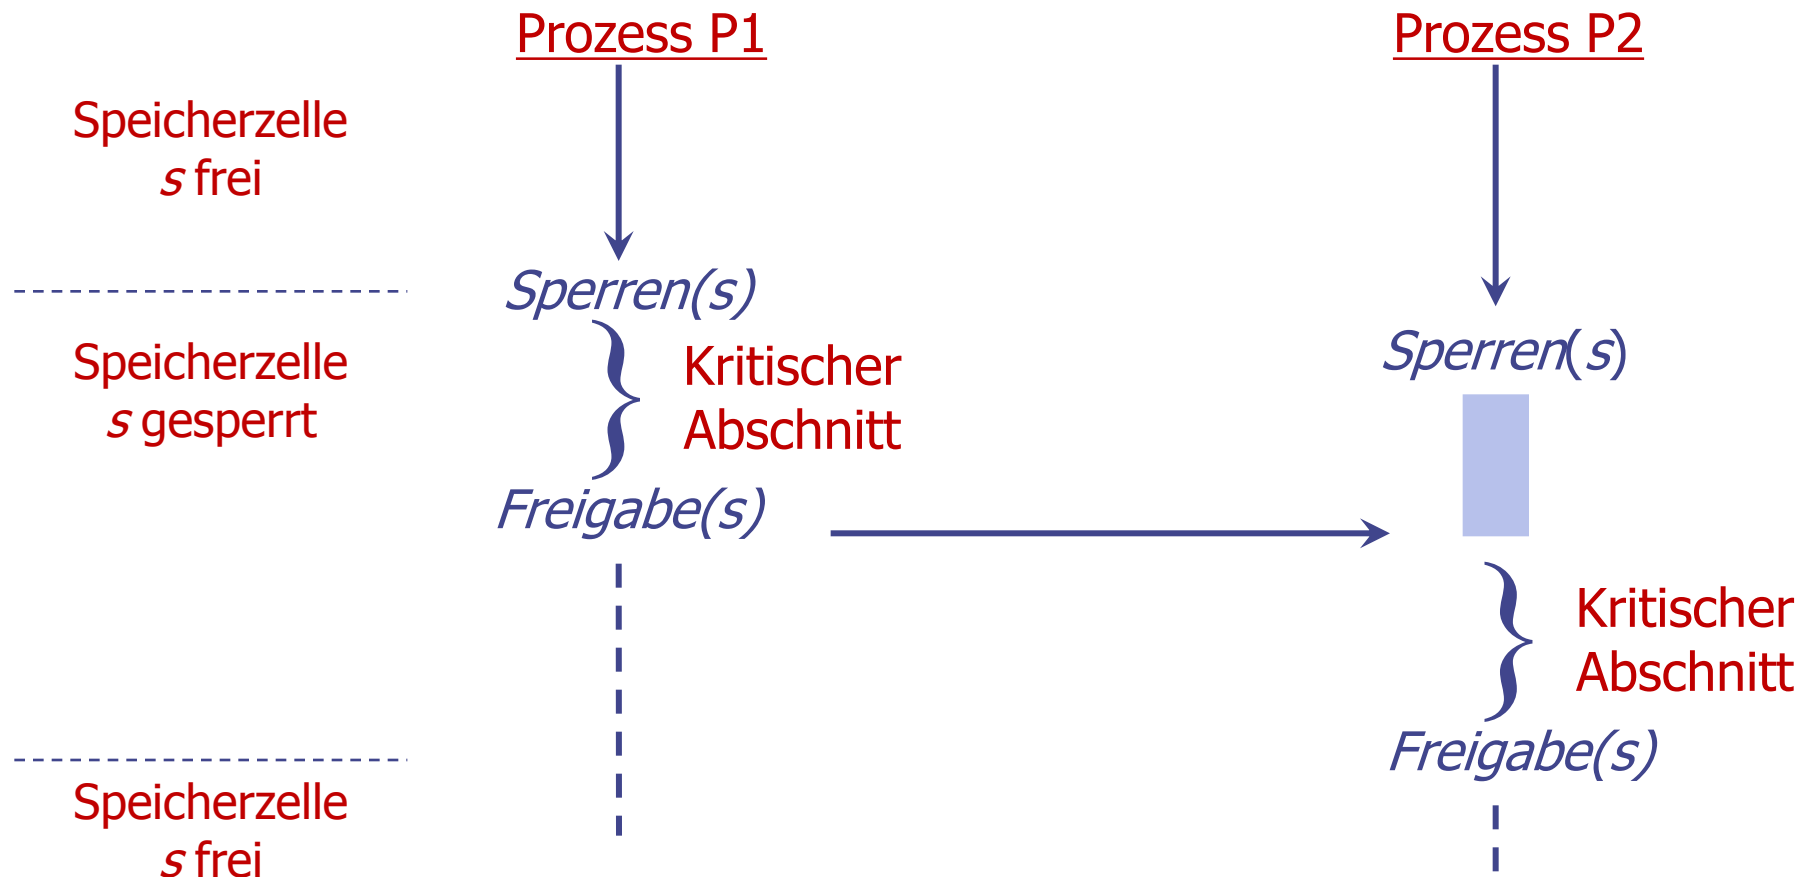 Prozess P1
Prozess P2
Speicherzelle
s frei
Sperren(s)
Speicherzelle
s gesperrt
Kritischer
Abschnitt
Sperren(s)
Freigabe(s)
Kritischer
Abschnitt
Freigabe(s)
Speicherzelle
s frei